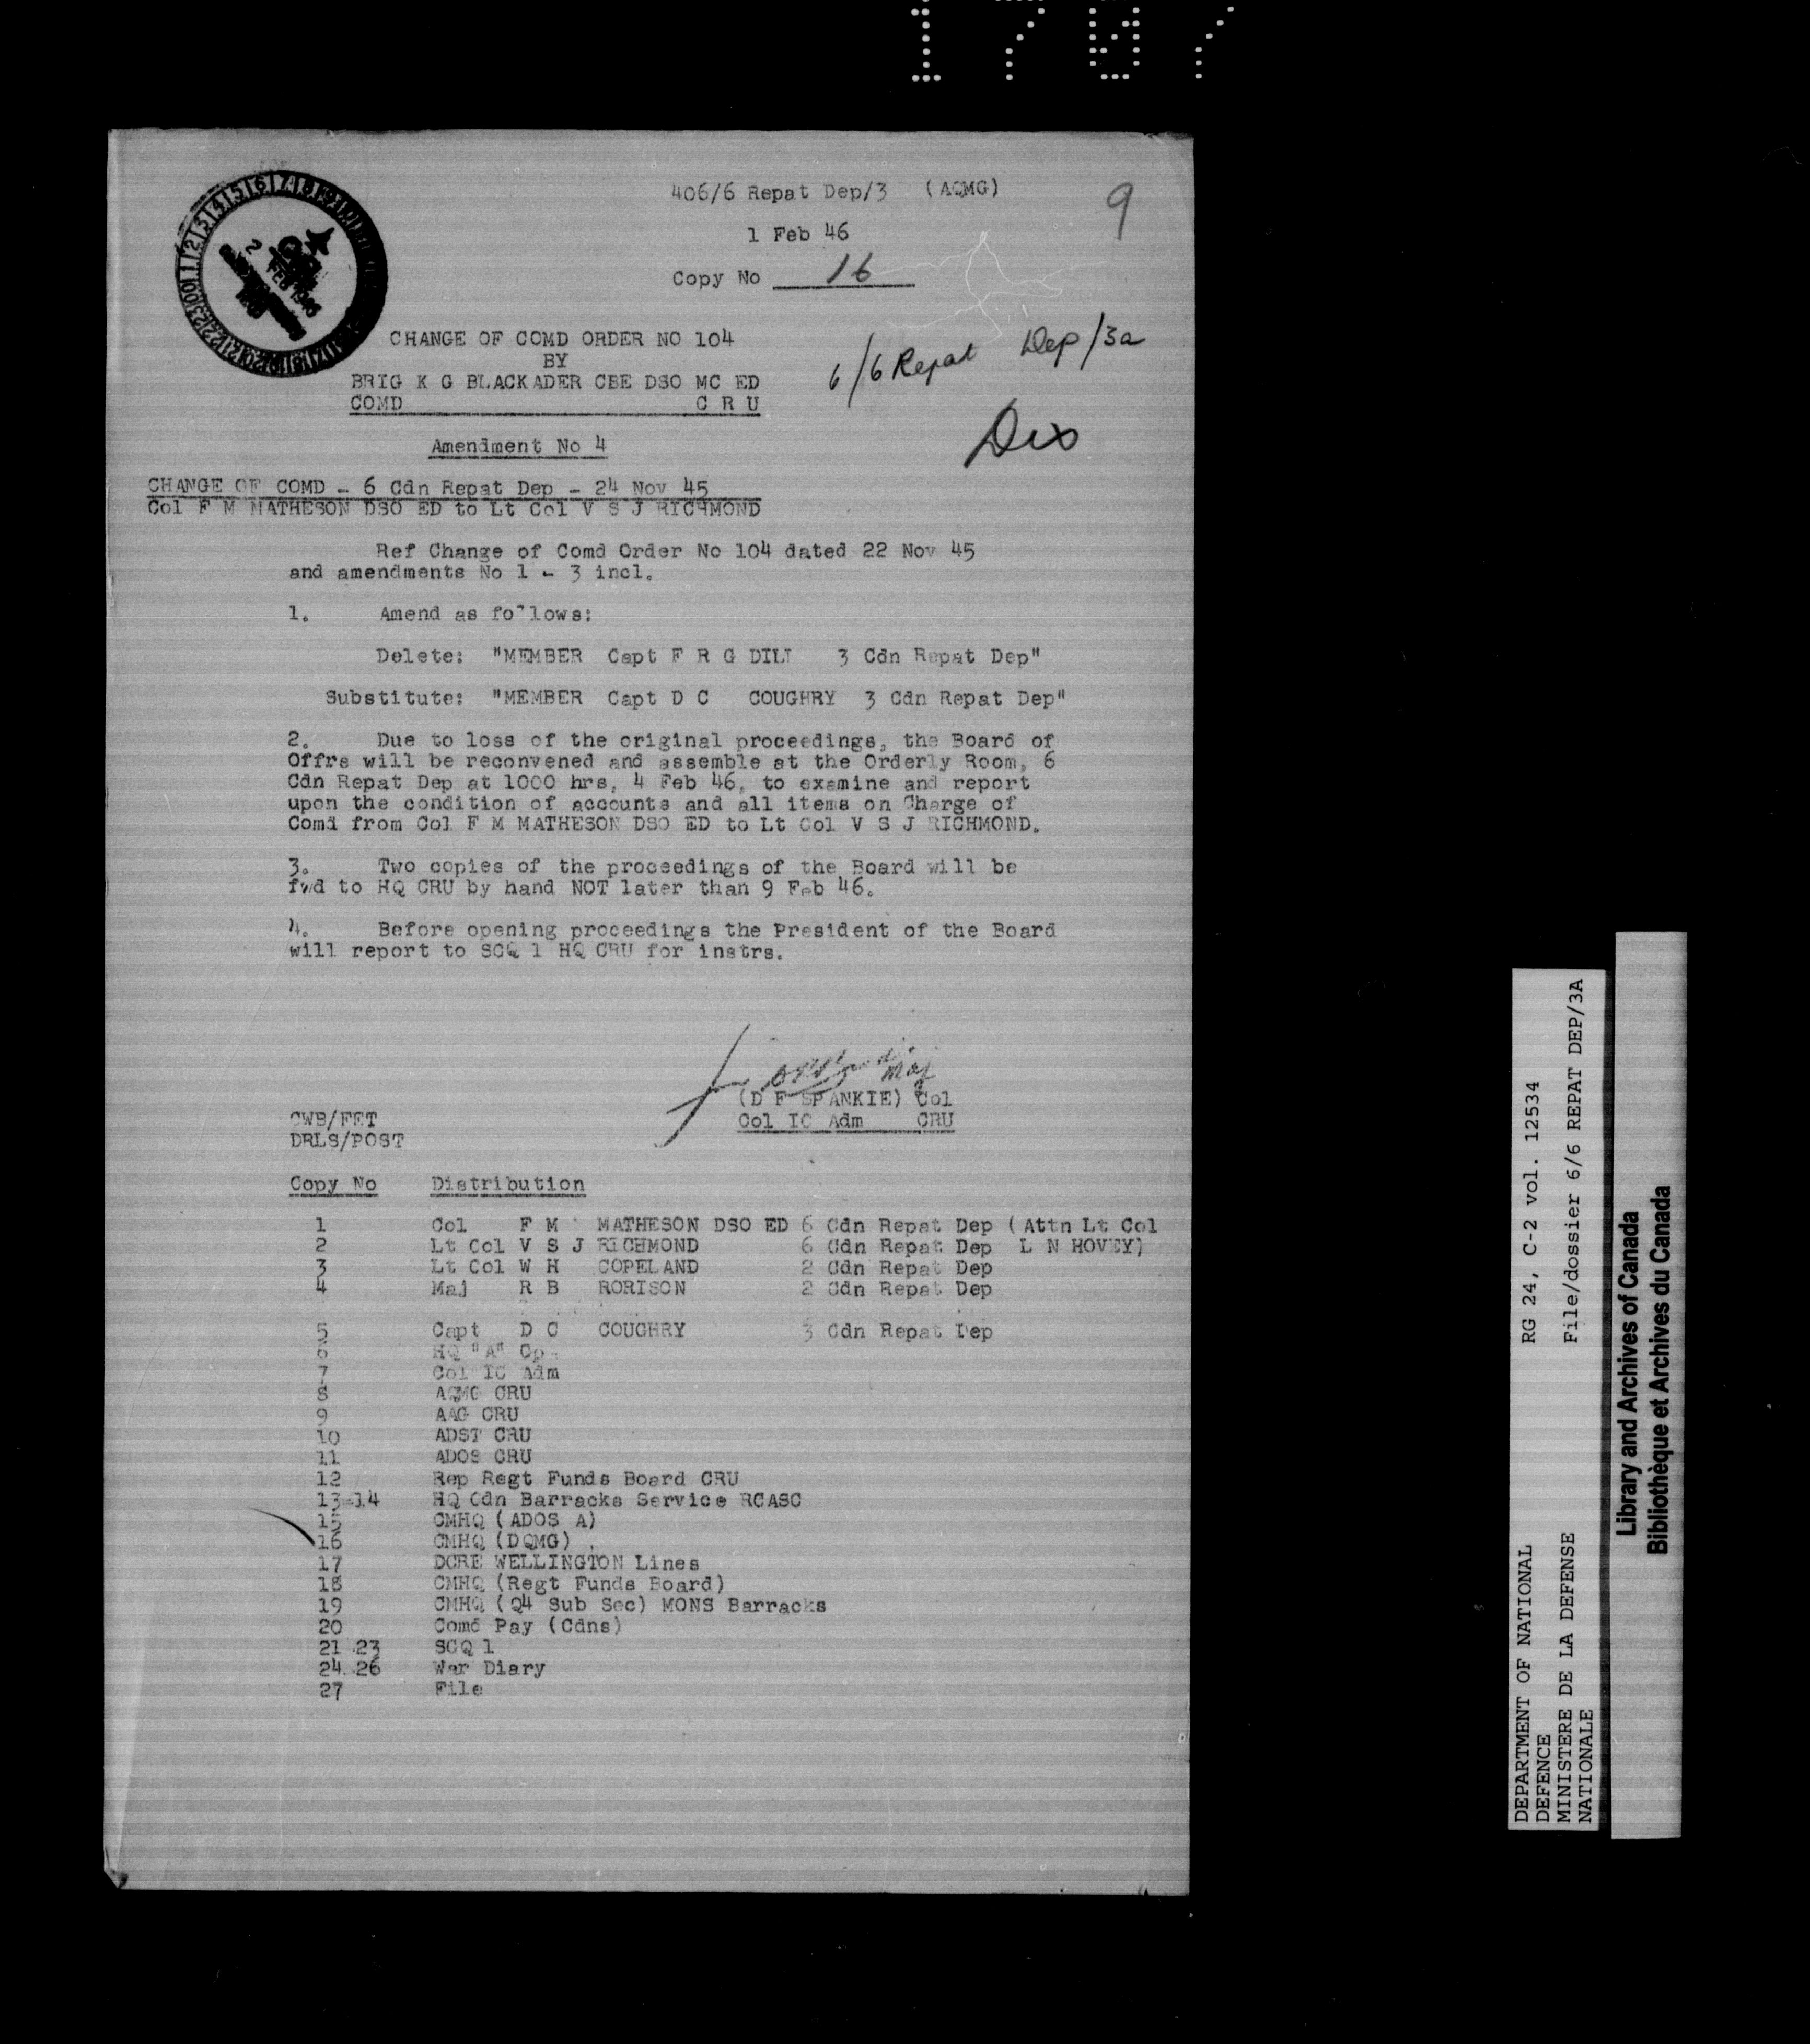 1707
406/6 Repat Dep/3 (AQMG)
9
1 Feb 46
Copy No 16
2 FEB 1946
CHANGE OF COMD ORDER NO 104
BY
BRIG K G BLACKADER CBE DSO MC ED
COMD C R U
6/6 Repat Dep/3a
Amendment No 4
CHANGE OF COMD - 6 Cdn Repat Dep - 24 Nov 45
Col F M MATHESON DSO ED to Lt Col V S J RICHMOND
Ref Change of Comd Order No 104 dated 22 Nov 45
and amendments No 1 - 3 incl.
1. Amend as follows:
Delete: "MEMBER Capt F R G DILL 3 Cdn Repat Dep"
Substitute: "MEMBER Capt D C COUGHRY 3 Cdn Repat Dep"
2. Due to loss of the original proceedings, the Board of
Offrs will be reconvened and assemble at the Orderly Room, 6
Cdn Repat Dep at 1000 hrs, 4 Feb 46, to examine and report
upon the condition of accounts and all items on Charge of
Comd from Col F M MATHESON DSO ED to Lt Col V S J RICHMOND.
3. Two copies of the proceedings of the Board will be
fwd to HQ CRU by hand NOT later than 9 Feb 46.
4. Before opening proceedings the President of the Board
will report to SCQ 1 HQ CRU for instrs.
Maj
(D F SPANKIE) Col
Col IC Adm CRU
CWB/FET
DRLS/POST
Copy No Distribution
1 Col F M MATHESON DSO ED 6 Cdn Repat Dep (Attn Lt Col
2 Lt Col V S J RICHMOND 6 Cdn Repat Dep L N HOVEY)
3 Lt Col W H COPELAND 2 Cdn Repat Dep
4 Maj R B RORISON 2 Cdn Repat Dep
5 Capt D C COUGHRY 3 Cdn Repat Dep
6 HQ "A" Gp
7 Col IC Adm
8 AQMG CRU
9 AAG CRU
10 ADST CRU
11 ADOS CRU
12 Rep Regt Funds Board CRU
13-14 HQ Cdn Barracks Service RCASC
15 CMHQ (ADOS A)
16 CMHQ (DQMG)
17 DCRE WELLINGTON Lines
18 CMHQ (Regt Funds Board)
19 CMHQ (Q4 Sub Sec) MONS Barracks
20 Comd Pay (Cdns)
21-23 SCQ 1
24-26 War Diary
27 File
DEPARTMENT OF NATIONAL RG 24, C-2 vol. 12534
DEFENCE
MINISTERE DE LA DEFENSE File/dossier 6/6 REPAT DEP/3A
NATIONALE
Library and Archives of Canada
Bibliothèque et Archives du Canada